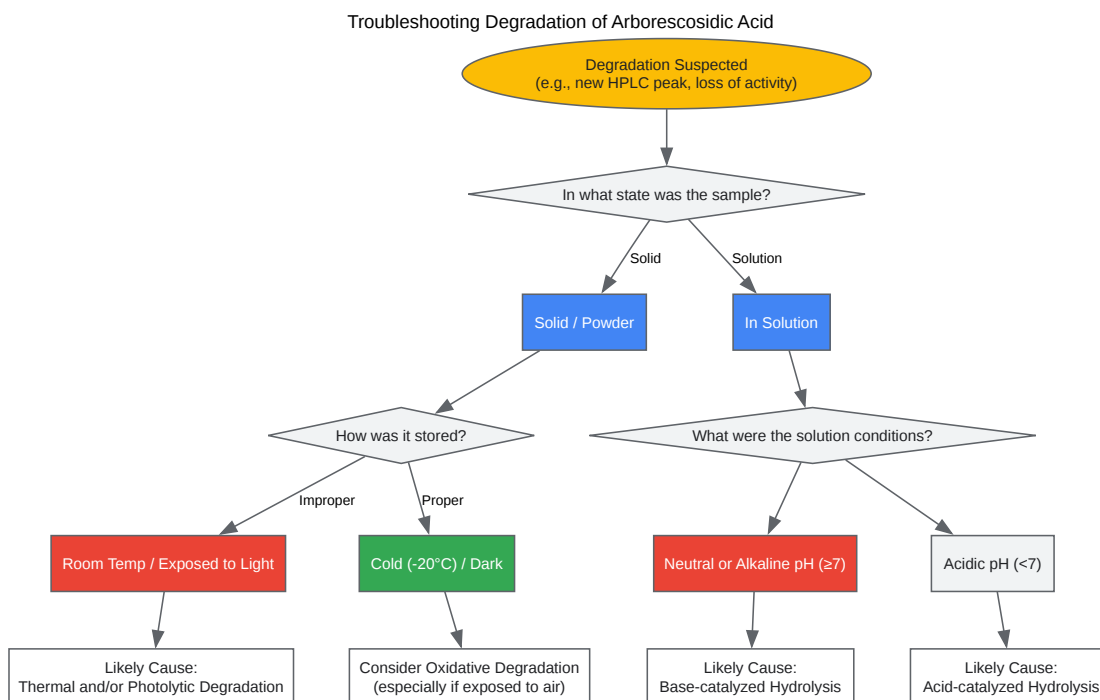 Troubleshooting Degradation of Arborescosidic Acid
Degradation Suspected
(e.g., new HPLC peak, loss of activity)
In what state was the sample?
Solid
Solution
Solid / Powder
In Solution
How was it stored?
What were the solution conditions?
Improper
Proper
Room Temp / Exposed to Light
Cold (-20°C) / Dark
Neutral or Alkaline pH (≥7)
Acidic pH (<7)
Likely Cause:
Thermal and/or Photolytic Degradation
Consider Oxidative Degradation
(especially if exposed to air)
Likely Cause:
Base-catalyzed Hydrolysis
Likely Cause:
Acid-catalyzed Hydrolysis